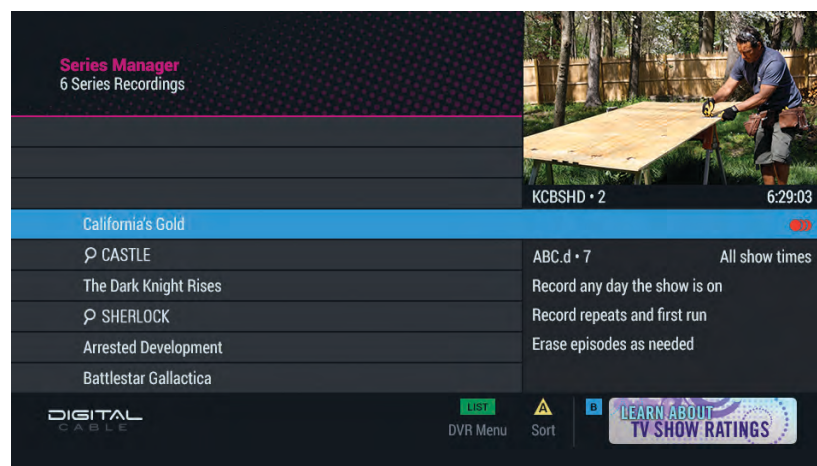 Series Manager
6 Series Recordings
KCBSHD • 2 6:29:03
California's Gold
CASTLE
The Dark Knight Rises
SHERLOCK
Arrested Development
Battlestar Gallactica
ABC.d • 7 All show times
Record any day the show is on
Record repeats and first run
Erase episodes as needed
DIGITAL
CABLE
LIST
DVR Menu
A
Sort
B
LEARN ABOUT
TV SHOW RATINGS